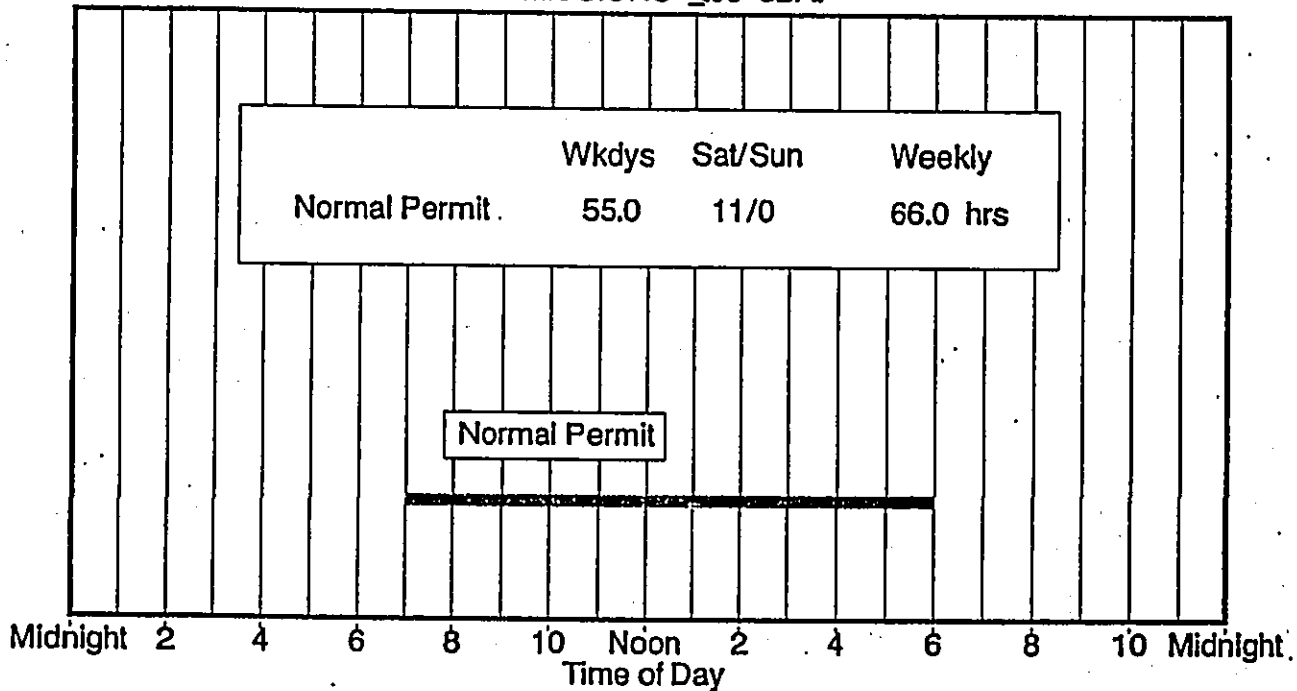 Wkdys Sat/Sun Weekly
Normal Permit 55.0 11/0 66.0 hrs
Normal Permit
Midnight 2 4 6 8 10 Noon 2 4 6 8 10 Midnight
Time of Day